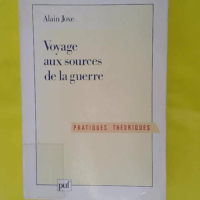 Alain Joxe
Voyage
aux sources
de la guerre
PRATIQUES THÉORIQUES
puf